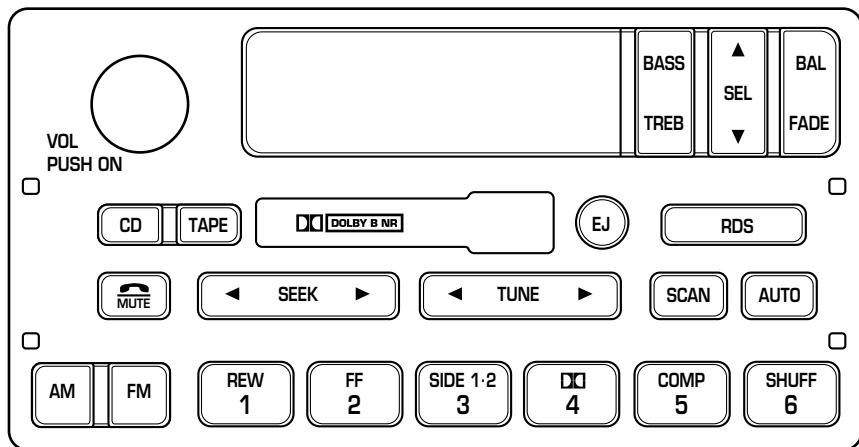 BASS
TREB
▲
SEL
▼
BAL
FADE
VOL
PUSH ON
CD
TAPE
DOLBY B NR
EJ
RDS
MUTE
◄ SEEK ►
◄ TUNE ►
SCAN
AUTO
AM
FM
REW
1
FF
2
SIDE 1·2
3
4
COMP
5
SHUFF
6